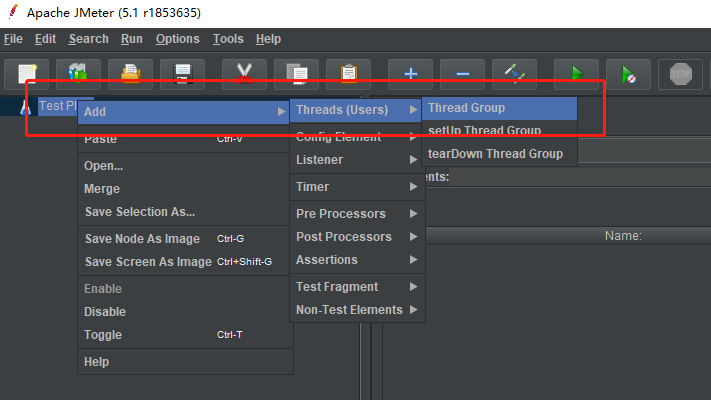 Apache JMeter (5.1 r1853635)
File Edit Search Run Options Tools Help
STOP
Test Pl
Add Threads (Users) Thread Group
Paste Ctrl-V Config Element setUp Thread Group
Open... Listener tearDown Thread Group
Merge Timer ents:
Save Selection As... Pre Processors
Save Node As Image Ctrl-G Post Processors Name:
Save Screen As Image Ctrl+Shift-G Assertions
Enable Test Fragment
Disable Non-Test Elements
Toggle Ctrl-T
Help